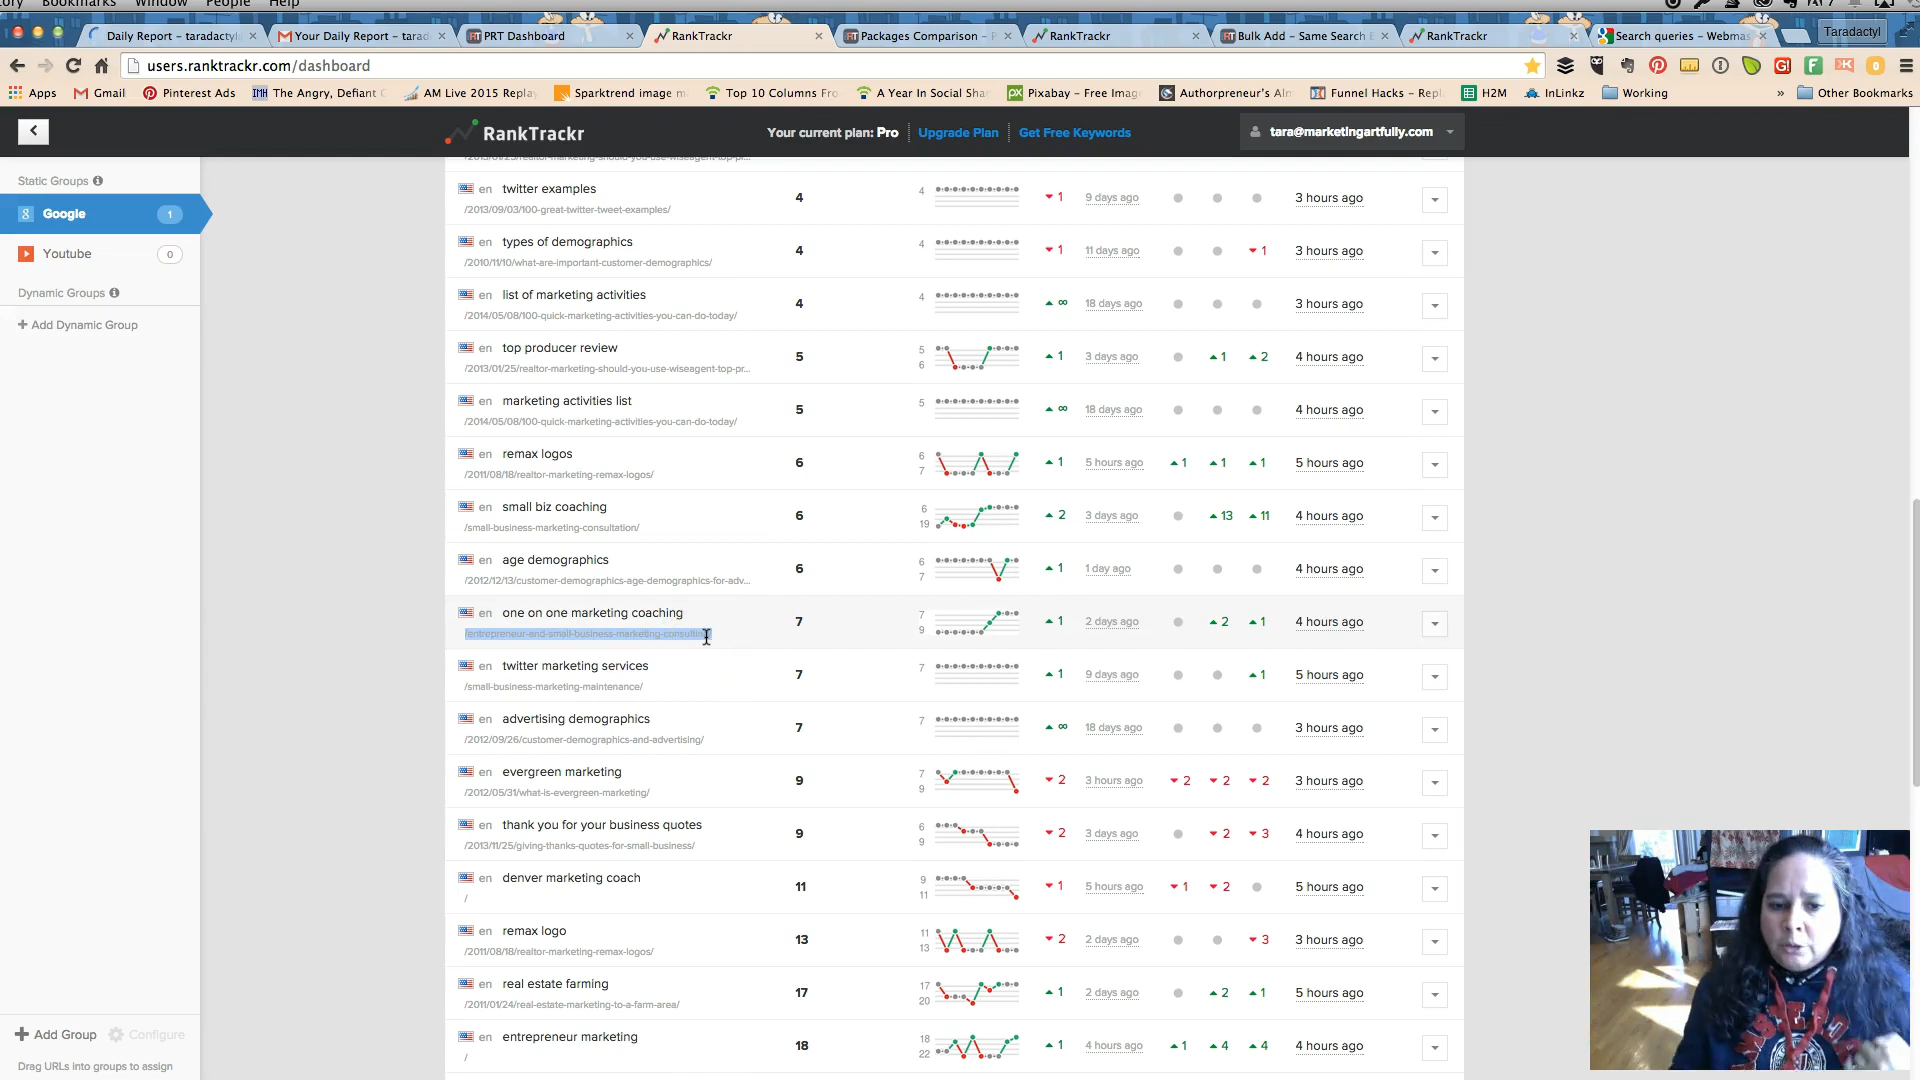 ory Bookmarks Window People Help
Daily Report – taradactyl
Your Daily Report – tarad
PRT Dashboard
RankTrackr
Packages Comparison – P
RankTrackr
Bulk Add – Same Search E
RankTrackr
Search queries – Webmas
Taradactyl
users.ranktrackr.com/dashboard
Apps Gmail Pinterest Ads The Angry, Defiant AM Live 2015 Replay Sparktrend image m Top 10 Columns Fro A Year In Social Sha Pixabay – Free Imag Authorpreneur's Al Funnel Hacks – Repl H2M InLinkz Working » Other Bookmarks
RankTrackr Your current plan: Pro Upgrade Plan Get Free Keywords tara@marketingartfully.com
Static Groups
Google 1
Youtube 0
Dynamic Groups
+ Add Dynamic Group
/2013/01/25/realtor-marketing-should-you-use-wiseagent-top-pr...
en twitter examples 4 4 1 9 days ago 3 hours ago
/2013/09/03/100-great-twitter-tweet-examples/
en types of demographics 4 4 1 11 days ago 1 3 hours ago
/2010/11/10/what-are-important-customer-demographics/
en list of marketing activities 4 4 ∞ 18 days ago 3 hours ago
/2014/05/08/100-quick-marketing-activities-you-can-do-today/
en top producer review 5 5 6 1 3 days ago 1 2 4 hours ago
/2013/01/25/realtor-marketing-should-you-use-wiseagent-top-pr...
en marketing activities list 5 5 ∞ 18 days ago 4 hours ago
/2014/05/08/100-quick-marketing-activities-you-can-do-today/
en remax logos 6 6 7 1 5 hours ago 1 1 1 5 hours ago
/2011/08/18/realtor-marketing-remax-logos/
en small biz coaching 6 6 19 2 3 days ago 13 11 4 hours ago
/small-business-marketing-consultation/
en age demographics 6 6 7 1 1 day ago 4 hours ago
/2012/12/13/customer-demographics-age-demographics-for-adv...
en one on one marketing coaching 7 7 9 1 2 days ago 2 1 4 hours ago
/entrepreneur-and-small-business-marketing-consulting
en twitter marketing services 7 7 1 9 days ago 1 5 hours ago
/small-business-marketing-maintenance/
en advertising demographics 7 7 ∞ 18 days ago 3 hours ago
/2012/09/26/customer-demographics-and-advertising/
en evergreen marketing 9 7 9 2 3 hours ago 2 2 2 3 hours ago
/2012/05/31/what-is-evergreen-marketing/
en thank you for your business quotes 9 6 9 2 3 days ago 2 3 4 hours ago
/2013/11/25/giving-thanks-quotes-for-small-business/
en denver marketing coach 11 9 11 1 5 hours ago 1 2 5 hours ago
/
en remax logo 13 11 13 2 2 days ago 3 3 hours ago
/2011/08/18/realtor-marketing-remax-logos/
en real estate farming 17 17 20 1 2 days ago 2 1 5 hours ago
/2011/01/24/real-estate-marketing-to-a-farm-area/
en entrepreneur marketing 18 18 22 1 4 hours ago 1 4 4 4 hours ago
/
+ Add Group Configure
Drag URLs into groups to assign